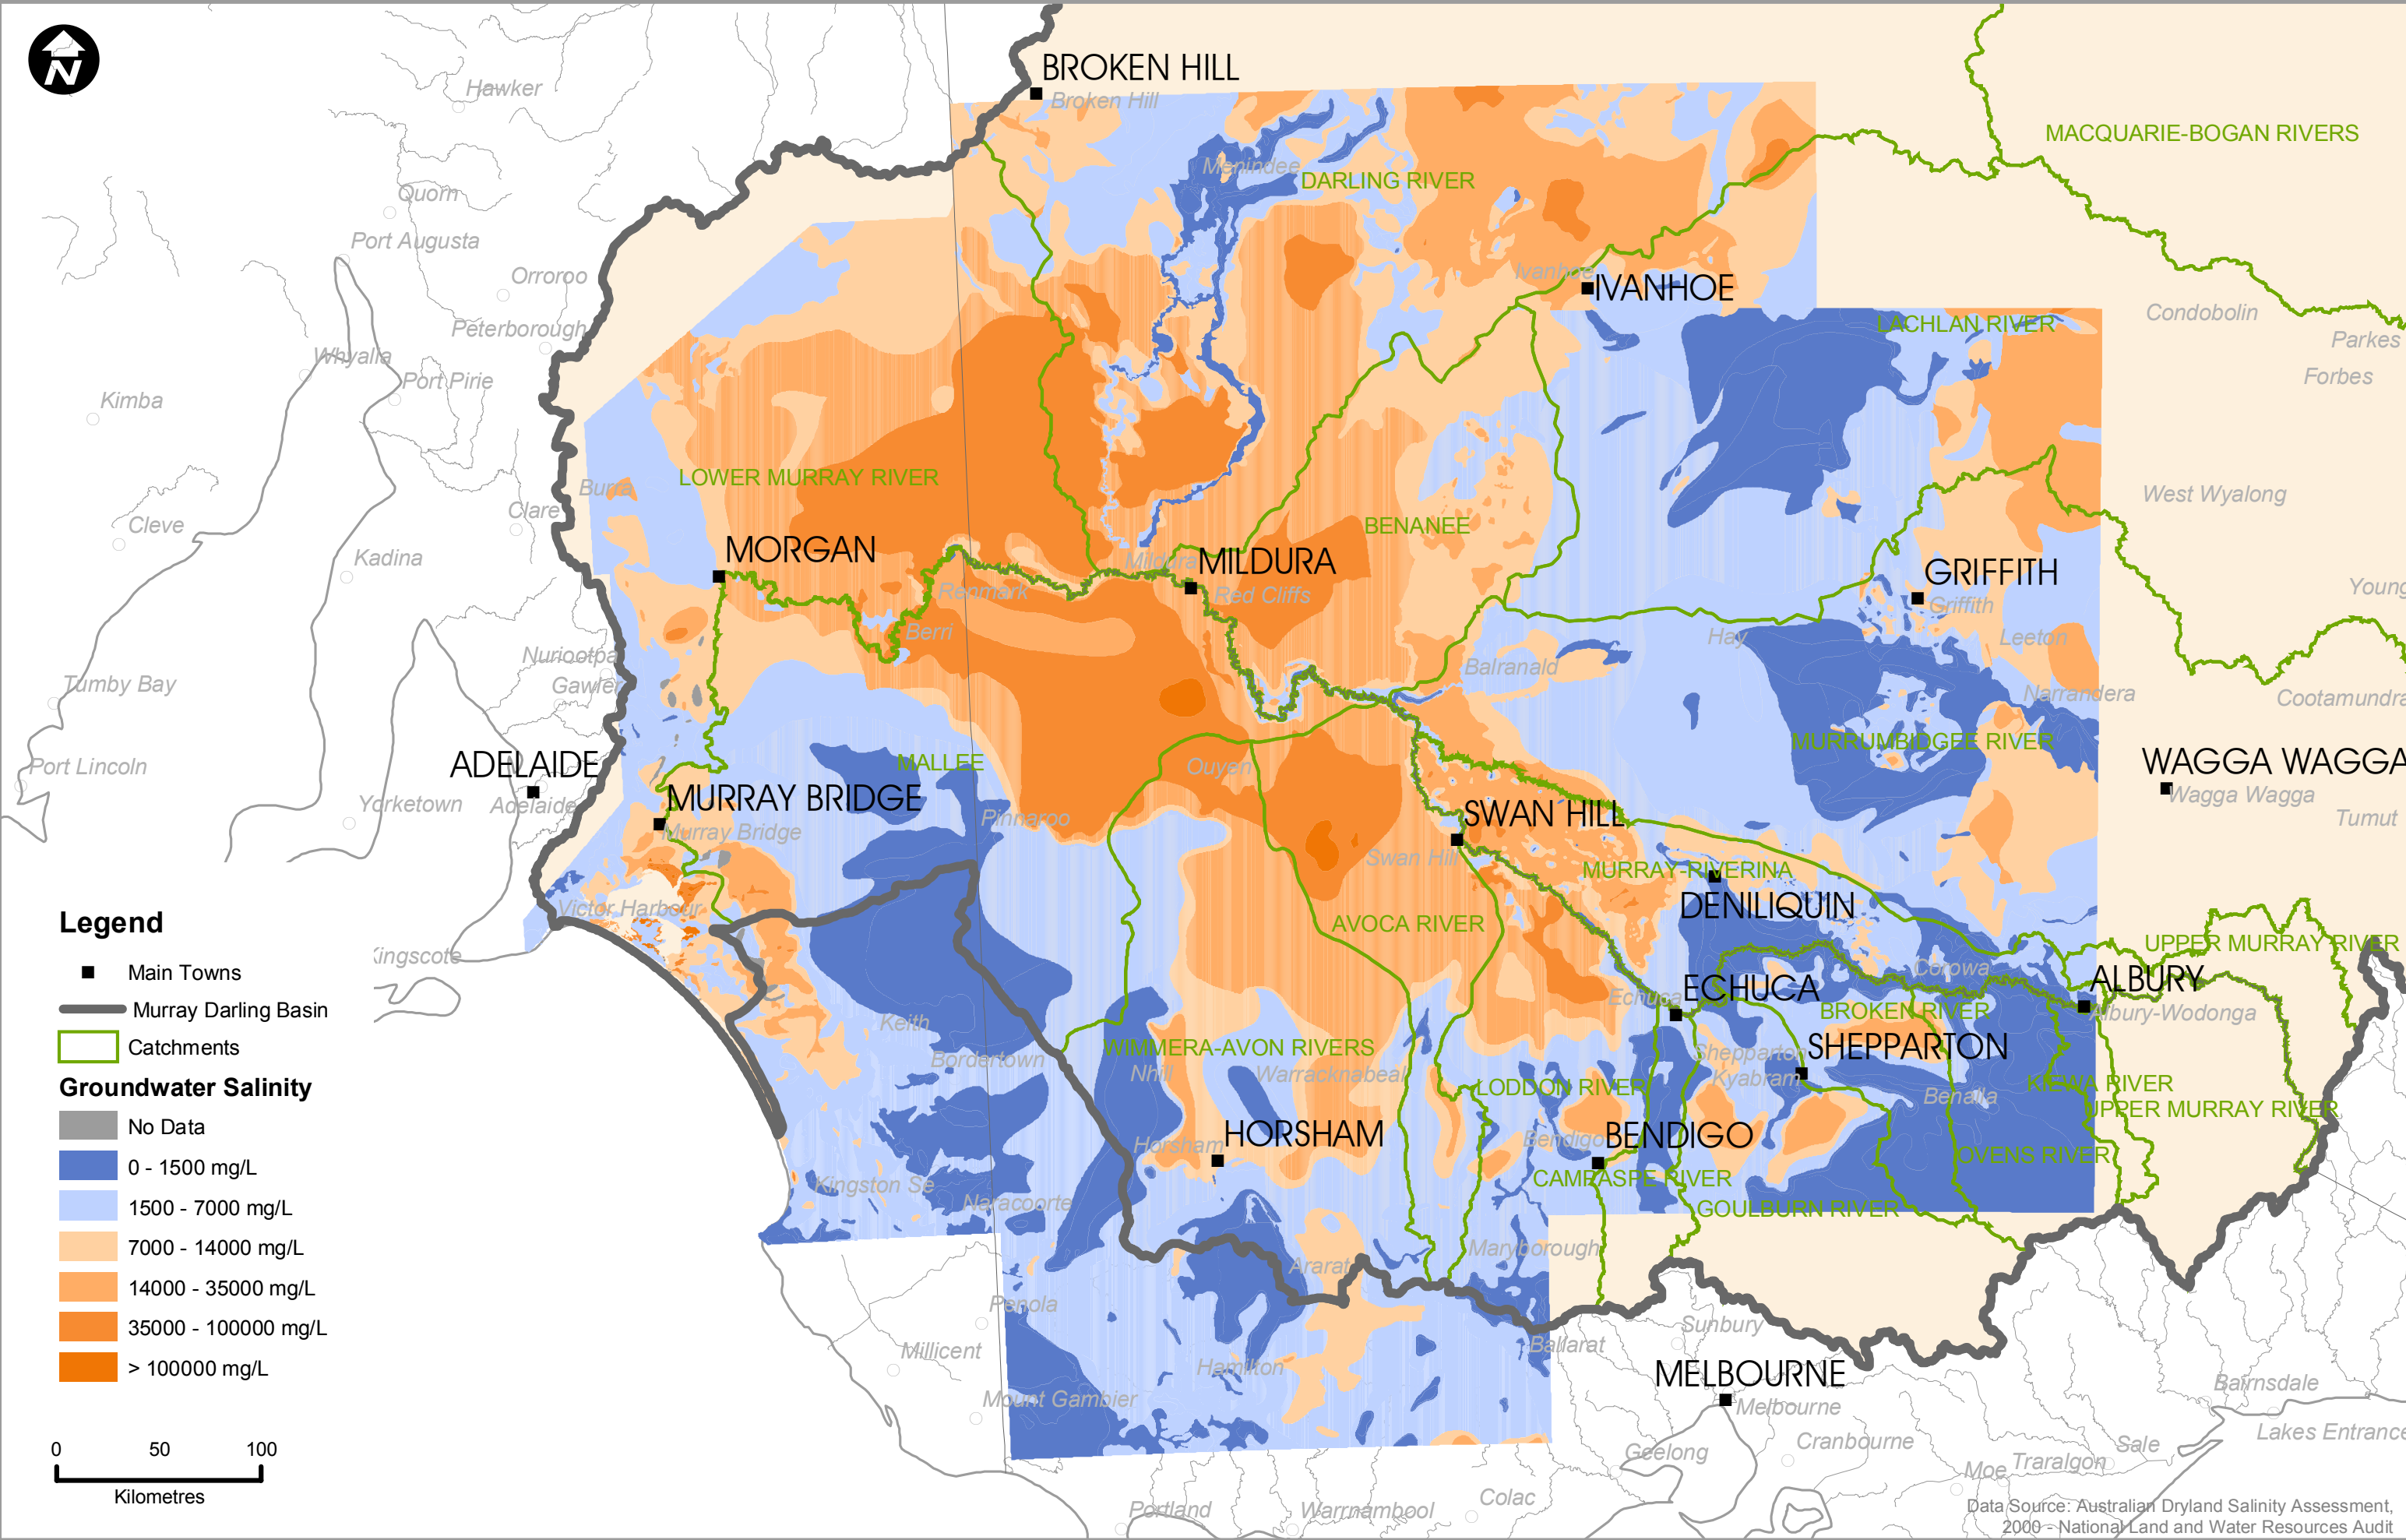 N
BROKEN HILL
Broken Hill
Hawker
MACQUARIE-BOGAN RIVERS
Menindee
DARLING RIVER
Quorn
Port Augusta
Orroroo
Ivanhoe
IVANHOE
Condobolin
Peterborough
LACHLAN RIVER
Parkes
Whyalla
Port Pirie
Forbes
Kimba
LOWER MURRAY RIVER
Burra
West Wyalong
Clare
Cleve
BENANEE
MORGAN
Kadina
Mildura
MILDURA
GRIFFITH
Young
Renmark
Red Cliffs
Griffith
Berri
Hay
Leeton
Nuriootpa
Balranald
Gawler
Tumby Bay
Narrandera
Cootamundra
MURRUMBIDGEE RIVER
ADELAIDE
MALLEE
Ouyen
WAGGA WAGGA
Port Lincoln
Yorketown
Adelaide
MURRAY BRIDGE
Wagga Wagga
Pinnaroo
SWAN HILL
Tumut
Murray Bridge
Swan Hill
MURRAY-RIVERINA
DENILIQUIN
Victor Harbour
AVOCA RIVER
UPPER MURRAY RIVER
Kingscote
Corowa
ALBURY
Echuca
ECHUCA
BROKEN RIVER
Albury-Wodonga
Keith
Bordertown
WIMMERA-AVON RIVERS
Shepparton
SHEPPARTON
Nhill
Warracknabeal
Kyabram
LODDON RIVER
Benalla
KIEWA RIVER
UPPER MURRAY RIVER
Horsham
HORSHAM
Bendigo
BENDIGO
OVENS RIVER
CAMPASPE RIVER
Kingston Se
Naracoorte
GOULBURN RIVER
Maryborough
Ararat
Penola
Millicent
Sunbury
Ballarat
Hamilton
MELBOURNE
Mount Gambier
Melbourne
Bairnsdale
Geelong
Cranbourne
Sale
Lakes Entrance
Moe
Traralgon
Portland
Warrnambool
Colac
Legend
Main Towns
Murray Darling Basin
Catchments
Groundwater Salinity
No Data
0 - 1500 mg/L
1500 - 7000 mg/L
7000 - 14000 mg/L
14000 - 35000 mg/L
35000 - 100000 mg/L
> 100000 mg/L
0 50 100
Kilometres
Data Source: Australian Dryland Salinity Assessment,
2000 - National Land and Water Resources Audit